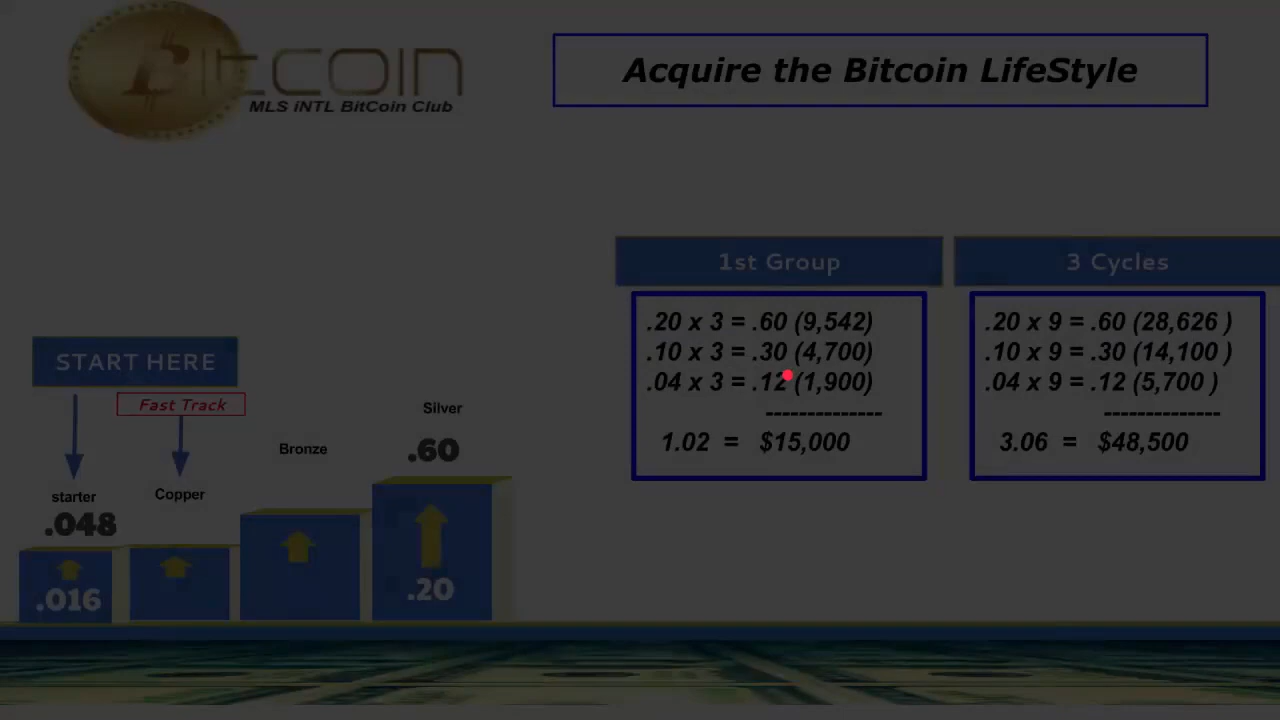 Bitcoin
MLS iNTL BitCoin Club
Acquire the Bitcoin LifeStyle
1st Group
3 Cycles
.20 x 3 = .60 (9,542)
.10 x 3 = .30 (4,700)
.04 x 3 = .12 (1,900)
--------------
1.02 = $15,000
.20 x 9 = .60 (28,626 )
.10 x 9 = .30 (14,100 )
.04 x 9 = .12 (5,700 )
--------------
3.06 = $48,500
START HERE
Fast Track
starter
.048
.016
Copper
Bronze
Silver
.60
.20